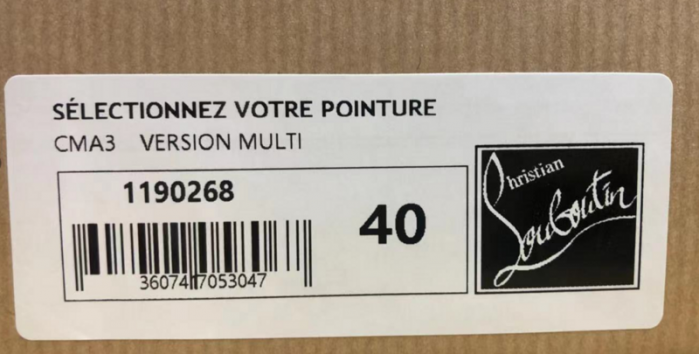 SÉLECTIONNEZ VOTRE POINTURE
CMA3 VERSION MULTI
1190268
40
3607417053047
Christian
Louboutin